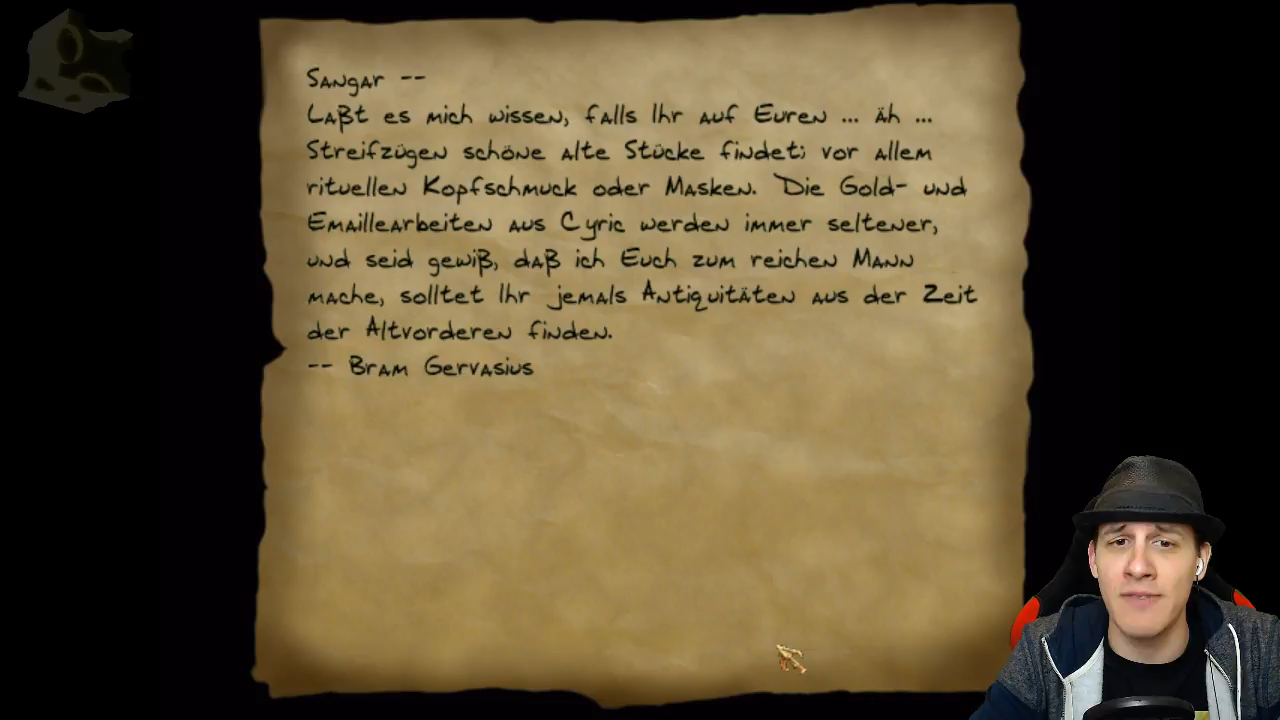 Sangar --
Laßt es mich wissen, falls Ihr auf Euren ... äh ...
Streifzügen schöne alte Stücke findet; vor allem
rituellen Kopfschmuck oder Masken. Die Gold- und
Emaillearbeiten aus Cyric werden immer seltener,
und seid gewiß, daß ich Euch zum reichen Mann
mache, solltet Ihr jemals Antiquitäten aus der Zeit
der Altvorderen finden.
-- Bram Gervasius